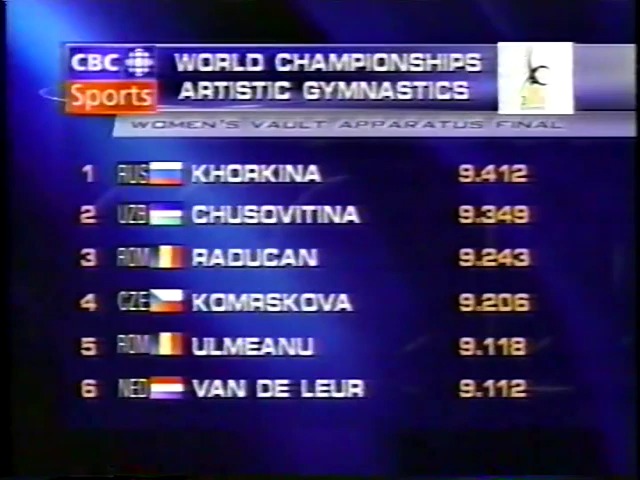 CBC
Sports
WORLD CHAMPIONSHIPS
ARTISTIC GYMNASTICS
WOMEN'S VAULT APPARATUS FINAL
1 RUS KHORKINA 9.412
2 UZB CHUSOVITINA 9.349
3 ROM RADUCAN 9.243
4 CZE KOMRSKOVA 9.206
5 ROM ULMEANU 9.118
6 NED VAN DE LEUR 9.112